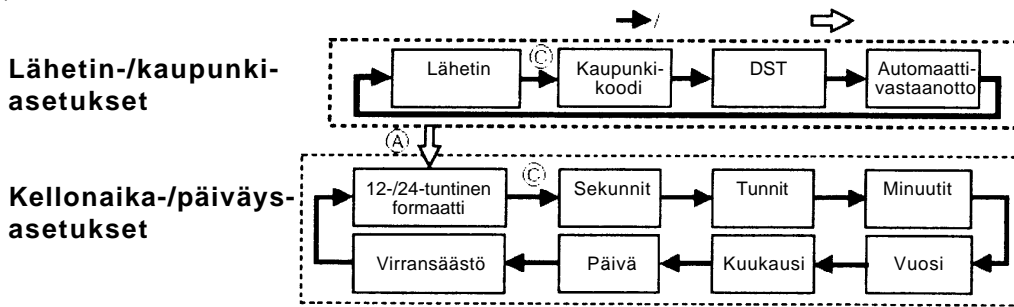 Lähetin-/kaupunki-
asetukset
Lähetin
C
Kaupunki-
koodi
DST
Automaatti-
vastaanotto
A
Kellonaika-/päiväys-
asetukset
12-/24-tuntinen
formaatti
C
Sekunnit
Tunnit
Minuutit
Virransäästö
Päivä
Kuukausi
Vuosi